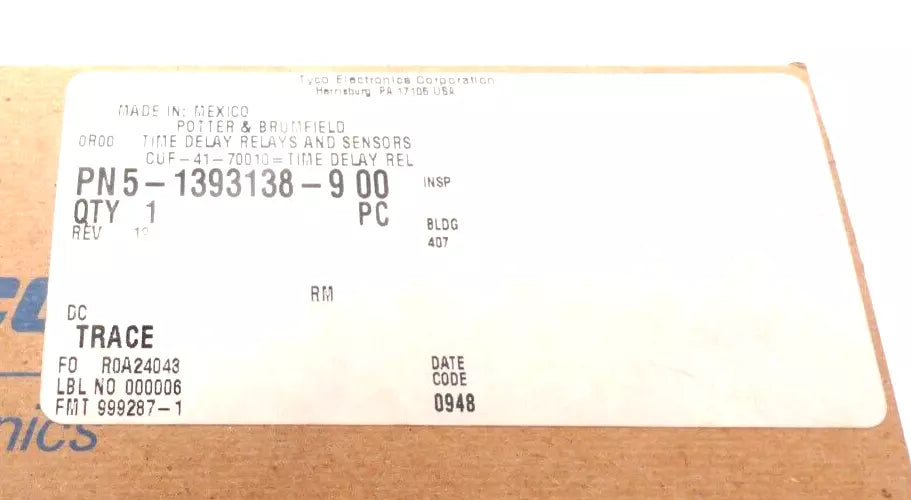 Tyco Electronics Corporation
Harrisburg PA 17105 USA
MADE IN: MEXICO
POTTER & BRUMFIELD
0R00 TIME DELAY RELAYS AND SENSORS
CUF-41-70010=TIME DELAY REL
PN 5-1393138-9 00 INSP
QTY 1 PC
BLDG
REV
407
RM
DC
TRACE
FO R0A24043
DATE
CODE
LBL NO 000006
FMT 999287-1
0948
nics